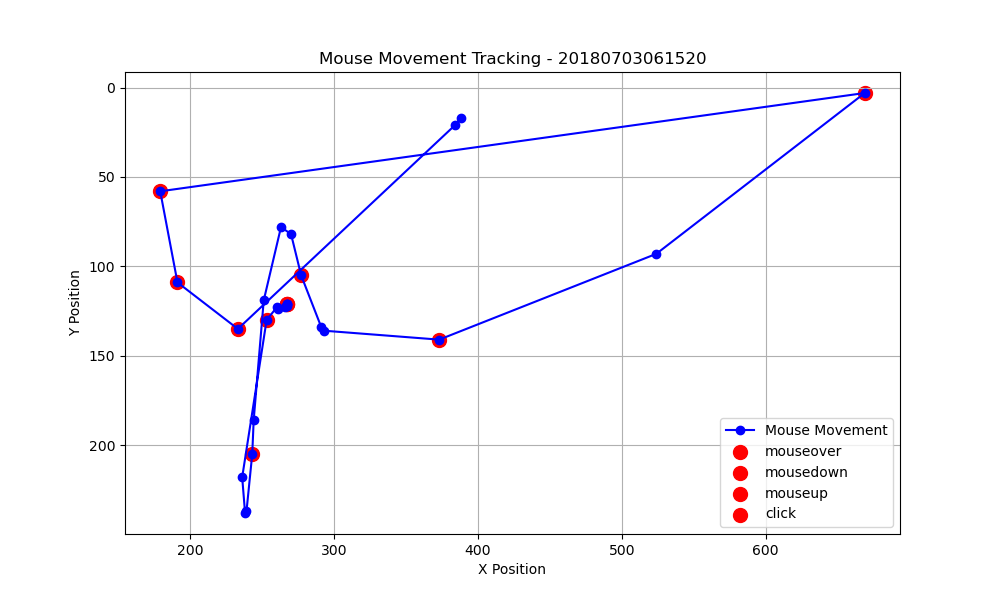 Mouse Movement Tracking - 20180703061520
0
50
100
150
200
Y Position
200
300
400
500
600
X Position
Mouse Movement
mouseover
mousedown
mouseup
click